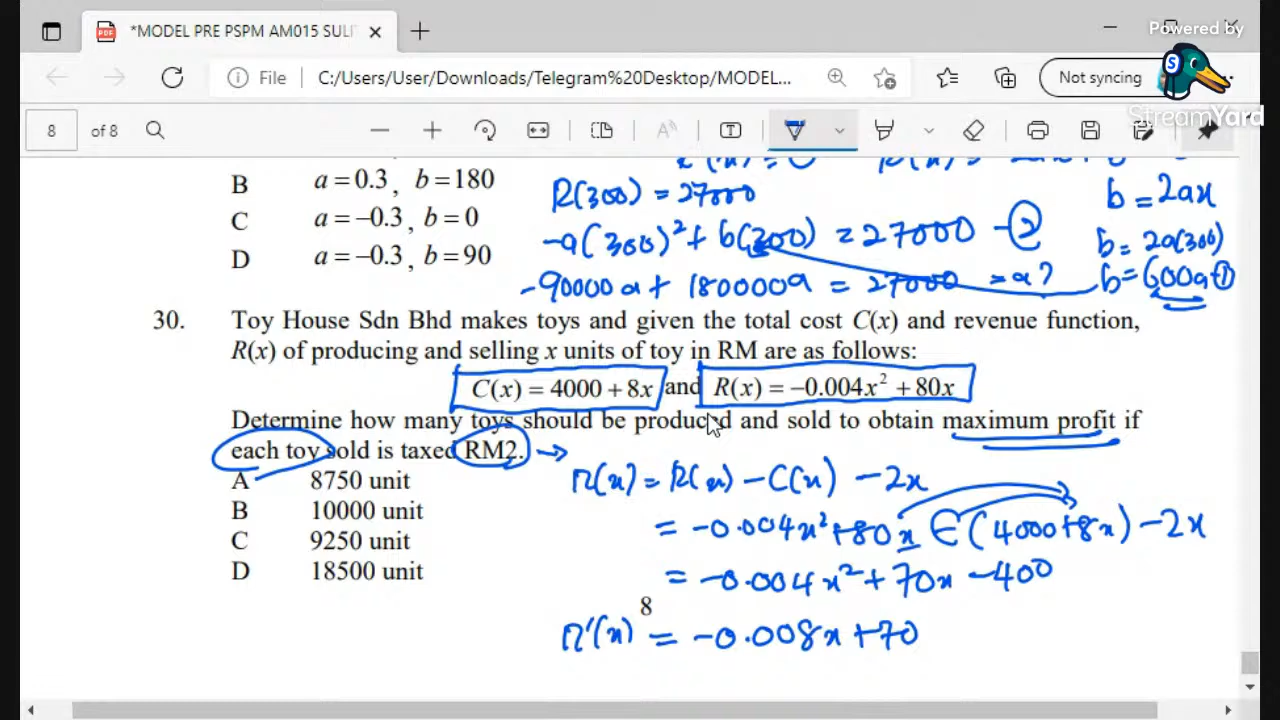 *MODEL PRE PSPM AM015 SULI
Powered by
File C:/Users/User/Downloads/Telegram%20Desktop/MODEL... Not syncing
StreamYard
8 of 8
B a = 0.3 , b = 180
C a = −0.3 , b = 0
D a = −0.3 , b = 90
R(300) = 27000
-a(300)² + b(300) = 27000 -②
-90000a + 180000a = 27000 = a?
b = 2ax
b = 2a(300)
b = 600a ①
30. Toy House Sdn Bhd makes toys and given the total cost C(x) and revenue function,
R(x) of producing and selling x units of toy in RM are as follows:
C(x) = 4000 + 8x and R(x) = −0.004x² + 80x
Determine how many toys should be produced and sold to obtain maximum profit if
each toy sold is taxed RM2. →
A 8750 unit
B 10000 unit
C 9250 unit
D 18500 unit
π(x) = R(x) - C(x) - 2x
= -0.004x² + 80x - (4000 + 8x) - 2x
= -0.004x² + 70x - 400
8
π'(x) = -0.008x + 70